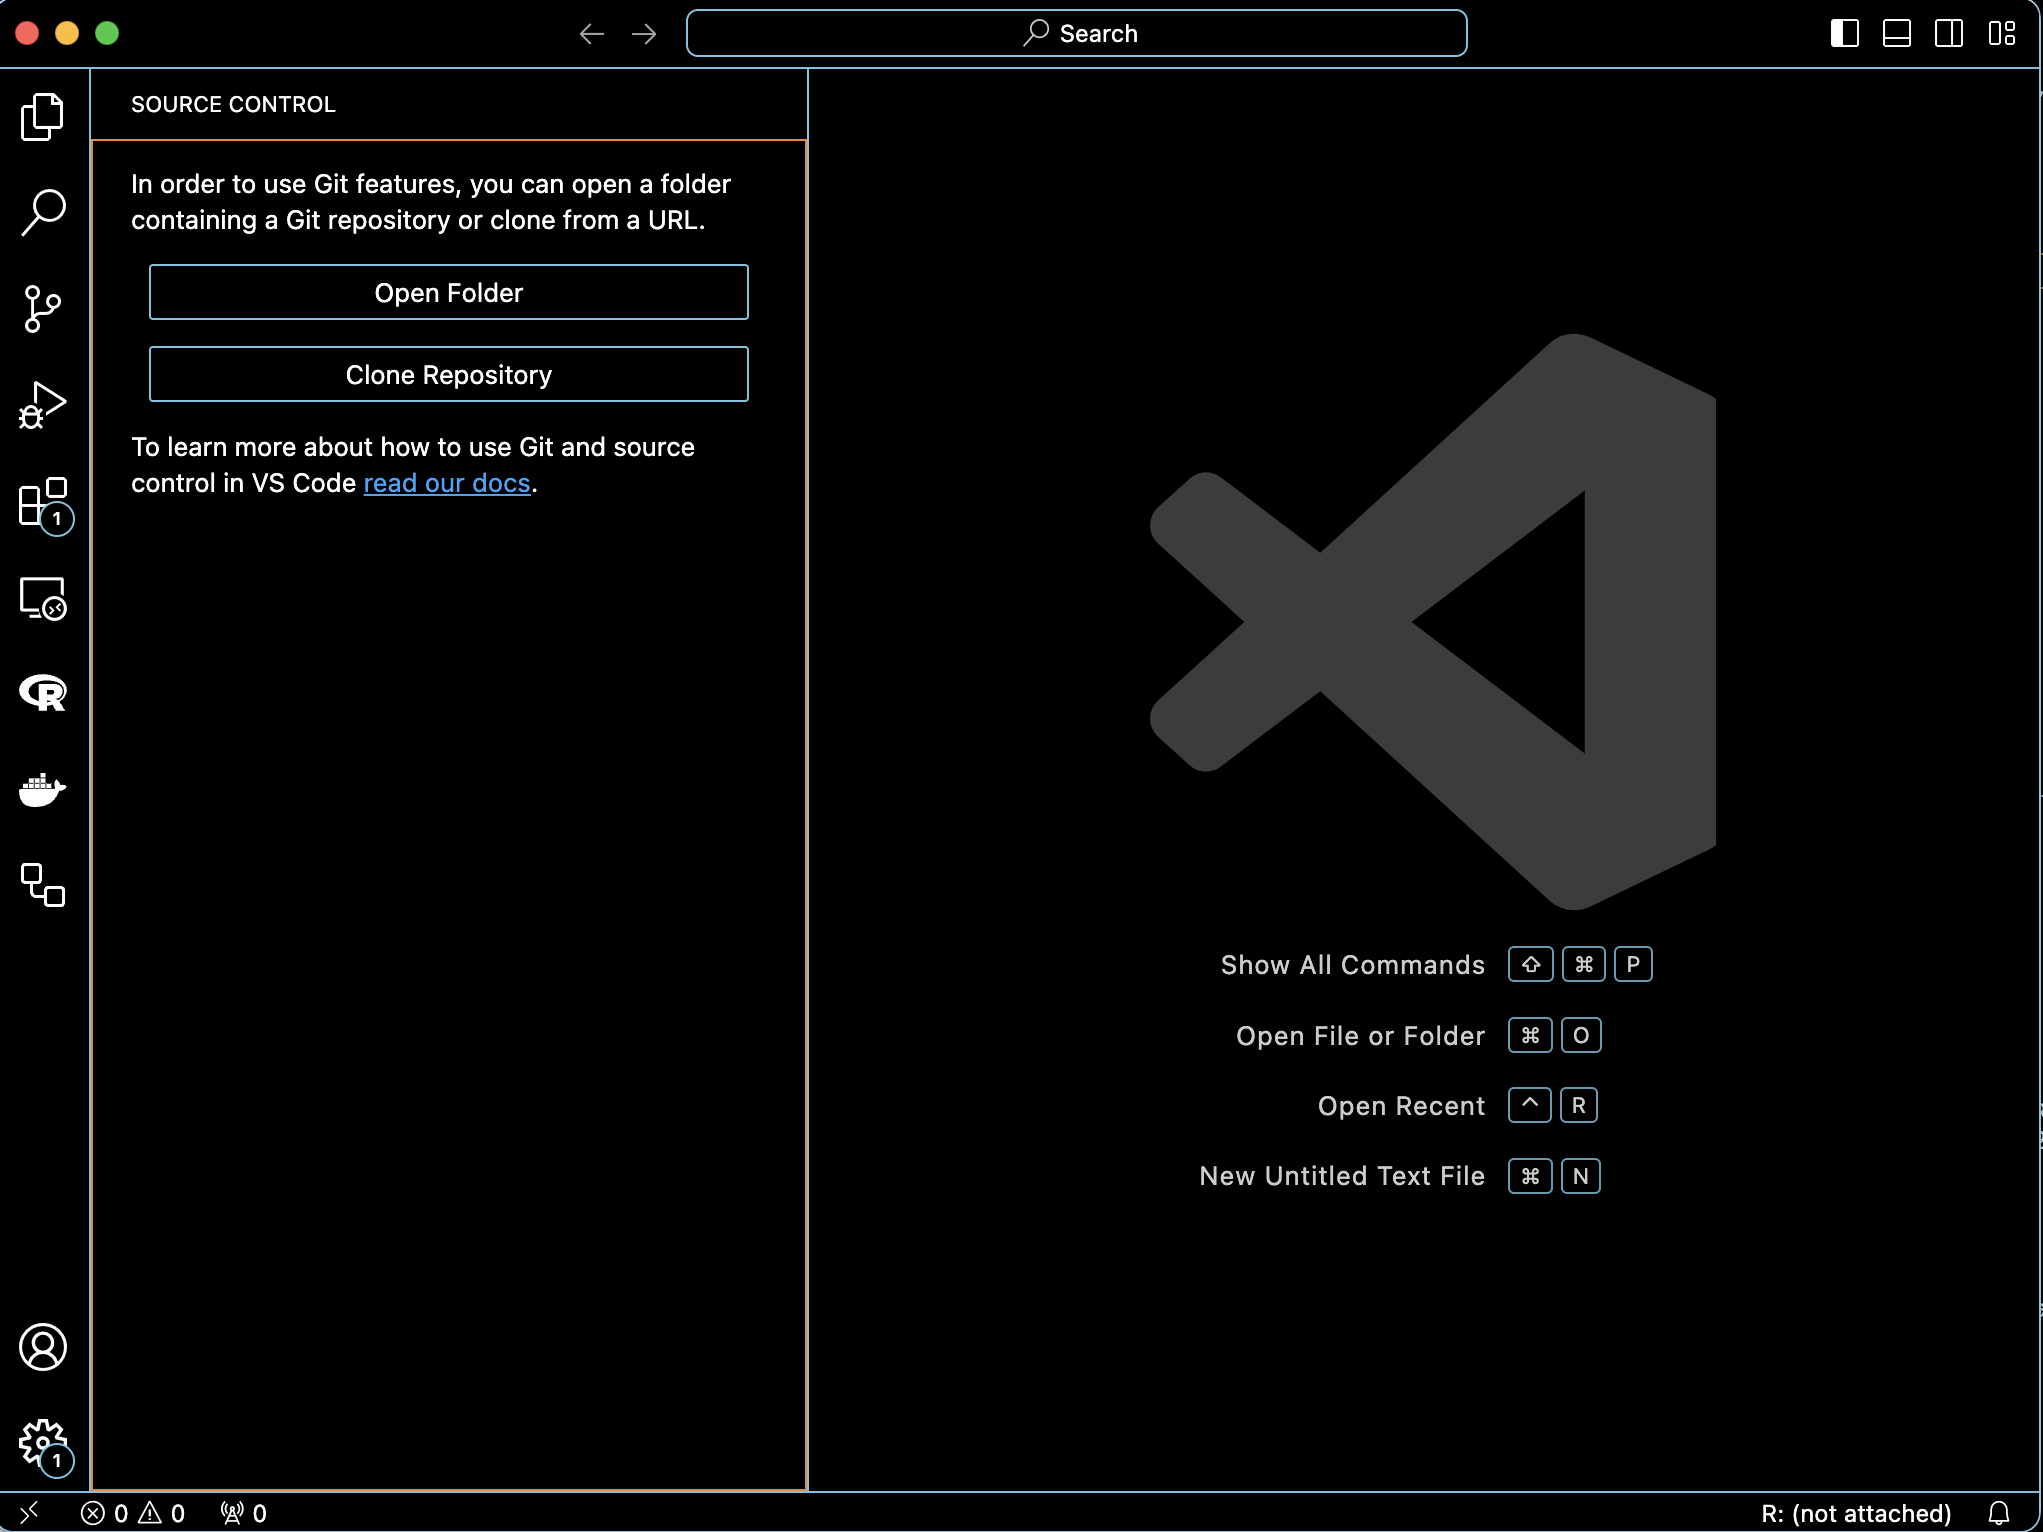 Search
SOURCE CONTROL
In order to use Git features, you can open a folder
containing a Git repository or clone from a URL.
Open Folder
Clone Repository
To learn more about how to use Git and source
control in VS Code read our docs.
1
R
Show All Commands ⇧ ⌘ P
Open File or Folder ⌘ O
Open Recent ^ R
New Untitled Text File ⌘ N
1
0 0 0
R: (not attached)